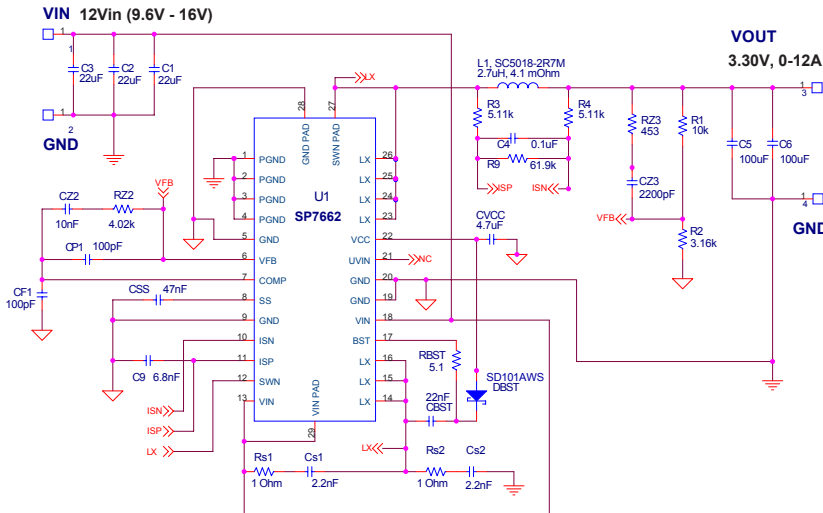 VIN 12Vin (9.6V - 16V)
1
1
C3
22uF
C2
22uF
C1
22uF
2
GND
LX
28
27
GND PAD
SWN PAD
L1, SC5018-2R7M
2.7uH, 4.1 mOhm
R3
5.11k
R4
5.11k
C4
0.1uF
R9
61.9k
ISP
ISN
VOUT
3.30V, 0-12A
3
RZ3
453
R1
10k
C5
100uF
C6
100uF
CZ3
2200pF
VFB
R2
3.16k
4
GND
U1
SP7662
1 PGND
2 PGND
3 PGND
4 PGND
5 GND
6 VFB
7 COMP
8 SS
9 GND
10 ISN
11 ISP
12 SWN
13 VIN
LX 26
LX 25
LX 24
LX 23
VCC 22
UVIN 21
GND 20
GND 19
VIN 18
BST 17
LX 16
LX 15
LX 14
VIN PAD
29
VFB
CZ2
10nF
RZ2
4.02k
CP1 100pF
CF1
100pF
CSS 47nF
C9 6.8nF
ISN
ISP
LX
CVCC
4.7uF
NC
RBST
5.1
SD101AWS
DBST
22nF
CBST
LX
Rs1
1 Ohm
Cs1
2.2nF
Rs2
1 Ohm
Cs2
2.2nF